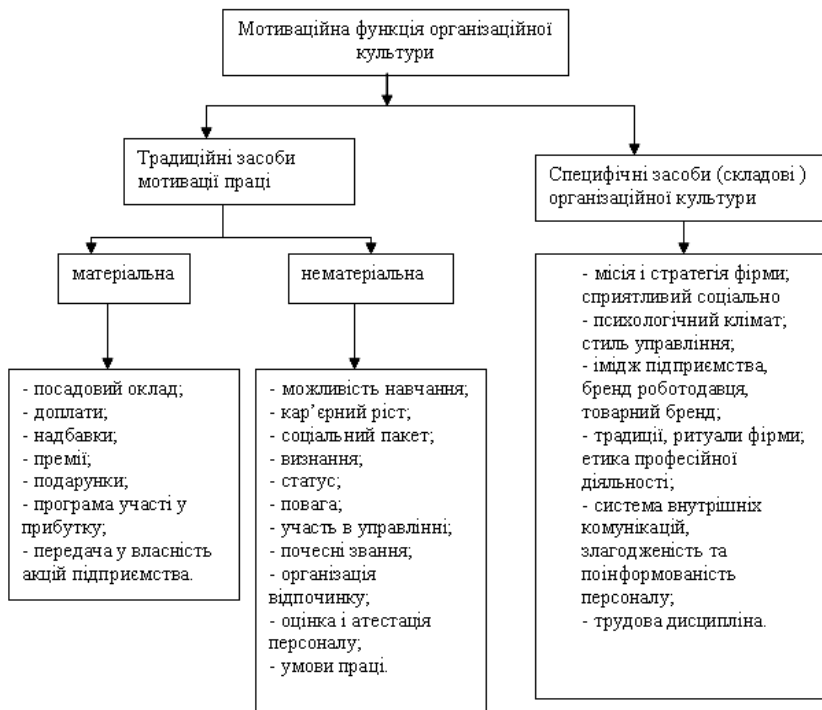 Мотиваційна функція організаційної
культури
Традиційні засоби
мотивації праці
Специфічні засоби (складові )
організаційної культури
матеріальна
нематеріальна
- посадовий оклад;
- доплати;
- надбавки;
- премії;
- подарунки;
- програма участі у
прибутку;
- передача у власність
акцій підприємства.
- можливість навчання;
- кар’єрний ріст;
- соціальний пакет;
- визнання;
- статус;
- повага;
- участь в управлінні;
- почесні звання;
- організація
відпочинку;
- оцінка і атестація
персоналу;
- умови праці.
- місія і стратегія фірми;
сприятливий соціально
- психологічний клімат;
стиль управління;
- імідж підприємства,
бренд роботодавця,
товарний бренд;
- традиції, ритуали фірми;
етика професійної
діяльності;
- система внутрішніх
комунікацій,
злагодженість та
поінформованість
персоналу;
- трудова дисципліна.